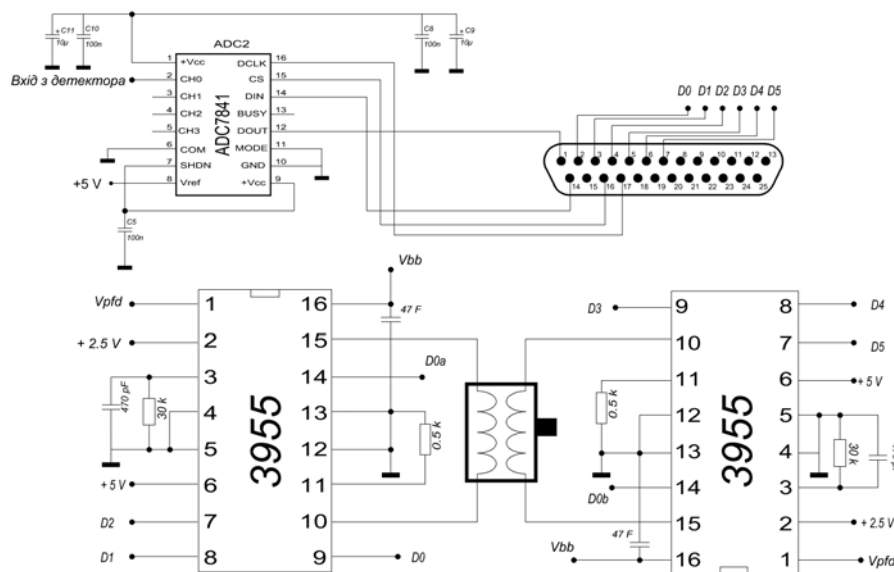 + C11
10μ
C10
100n
C8
100n
+ C9
10μ
ADC2
ADC7841
1 +Vcc DCLK 16
Вхід з детектора 2 CH0 CS 15
3 CH1 DIN 14
4 CH2 BUSY 13
5 CH3 DOUT 12
6 COM MODE 11
7 SHDN GND 10
+5 V 8 Vref +Vcc 9
C5
100n
D0 D1 D2 D3 D4 D5
1 2 3 4 5 6 7 8 9 10 11 12 13
14 15 16 17 18 19 20 21 22 23 24 25
Vbb
47 F
Vpfd 1 16
+ 2.5 V 2 15
3 14 D0a
470 pF
30 k
4 13
0.5 k
5 12
+ 5 V 6 11
D2 7 10
D1 8 9 D0
3955
D3 9 8 D4
10 7 D5
11 6 + 5 V
0.5 k
12 5
13 4
30 k
D0b 14 3
15 2 + 2.5 V
47 F
Vbb 16 1 Vpfd
3955